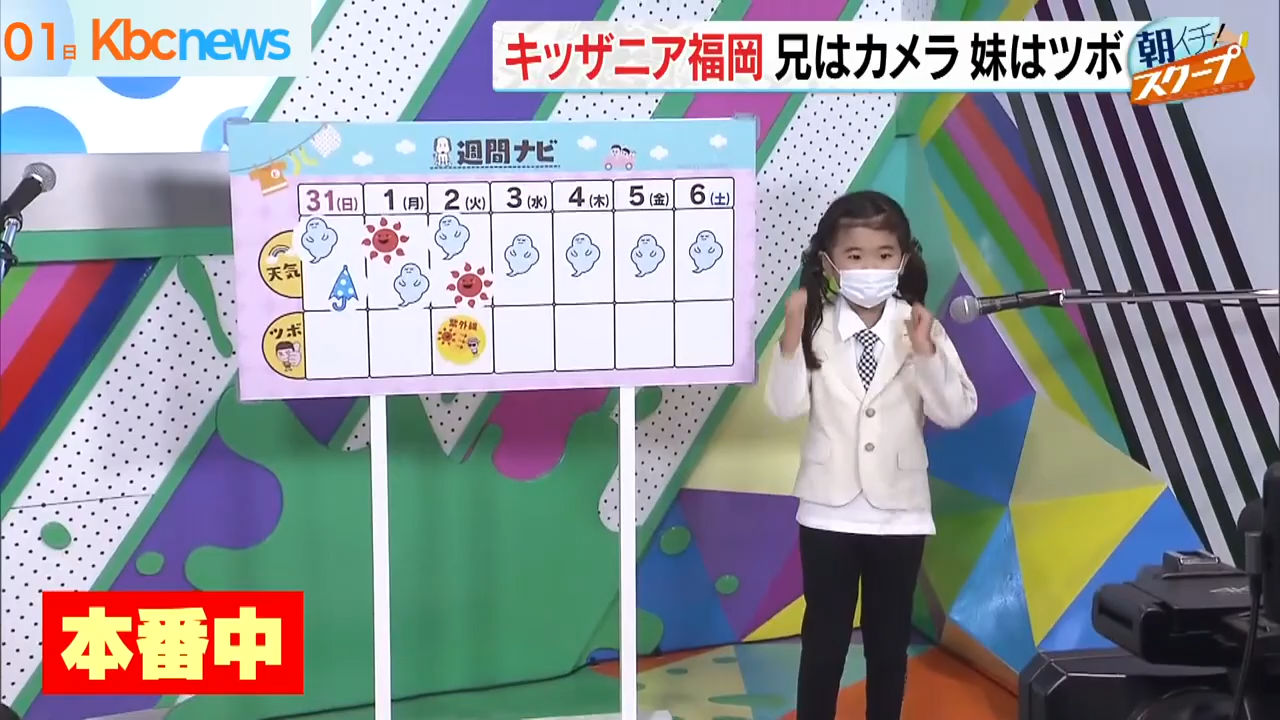 01日 Kbcnews
キッザニア福岡 兄はカメラ 妹はツボ
朝イチ!
スクープ!
週間ナビ
31(日) 1(月) 2(火) 3(水) 4(木) 5(金) 6(土)
天気
ツボ
紫外線
本番中